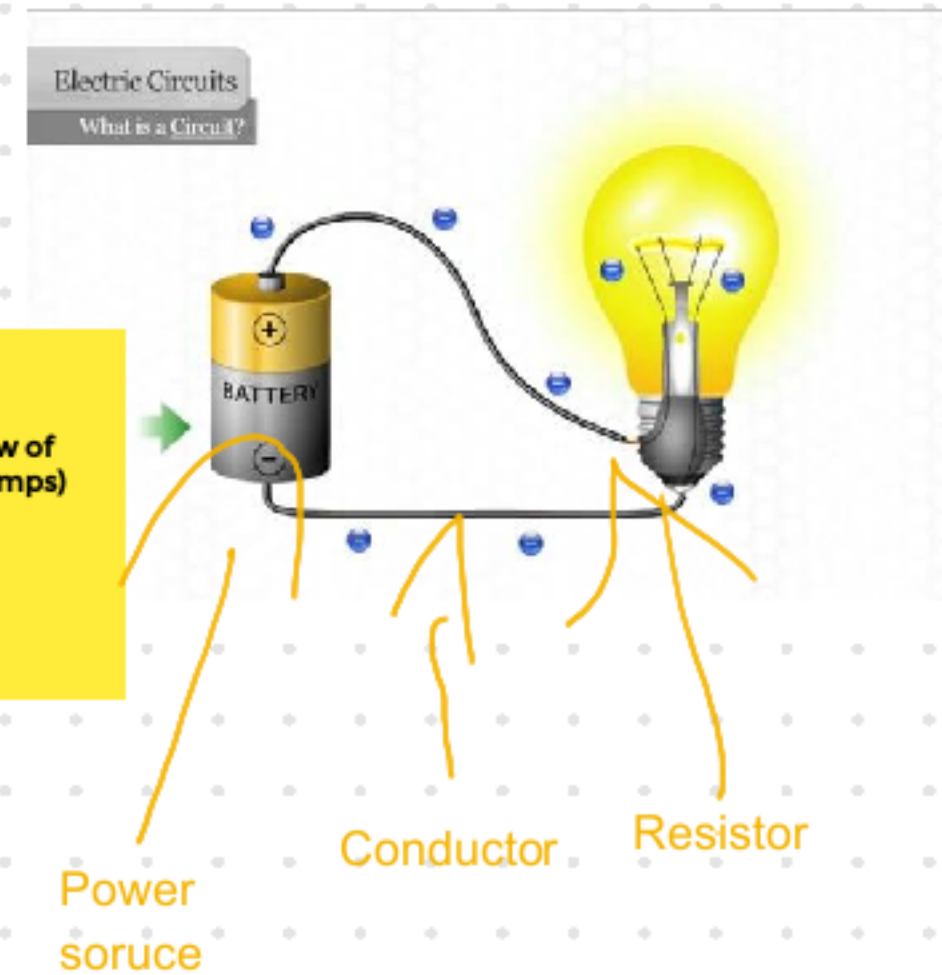 Electric Circuits
What is a Circuit?
+
BATTERY
−
w of
mps)
Conductor
Resistor
Power
soruce